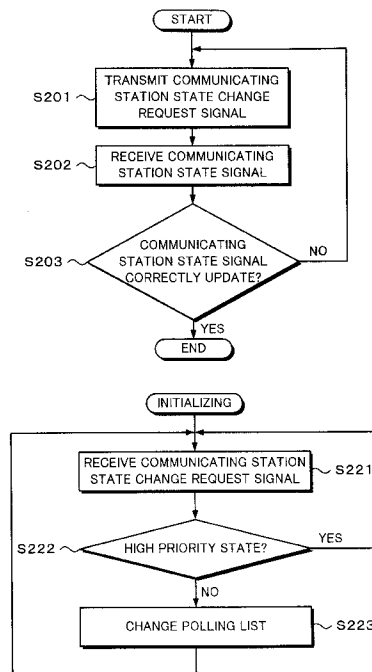 START
S201
TRANSMIT COMMUNICATING
STATION STATE CHANGE
REQUEST SIGNAL
S202
RECEIVE COMMUNICATING
STATION STATE SIGNAL
S203
COMMUNICATING
STATION STATE SIGNAL
CORRECTLY UPDATE?
NO
YES
END
INITIALIZING
RECEIVE COMMUNICATING STATION
STATE CHANGE REQUEST SIGNAL
S221
S222
HIGH PRIORITY STATE?
YES
NO
CHANGE POLLING LIST
S223